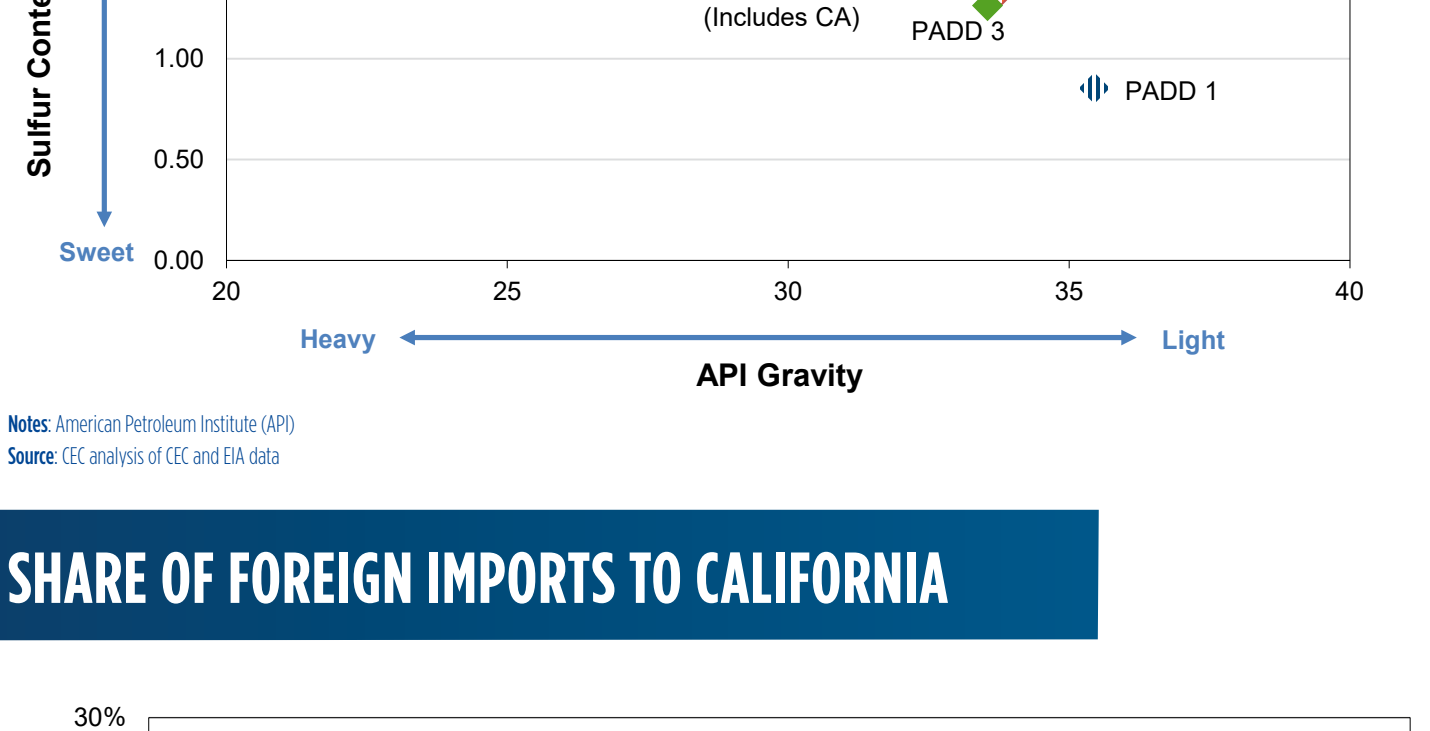 (Includes CA)
PADD 3
1.00
PADD 1
0.50
Sweet
0.00
20 25 30 35 40
Heavy
Light
API Gravity
Notes: American Petroleum Institute (API)
Source: CEC analysis of CEC and EIA data
SHARE OF FOREIGN IMPORTS TO CALIFORNIA
30%
Sulfur Conte